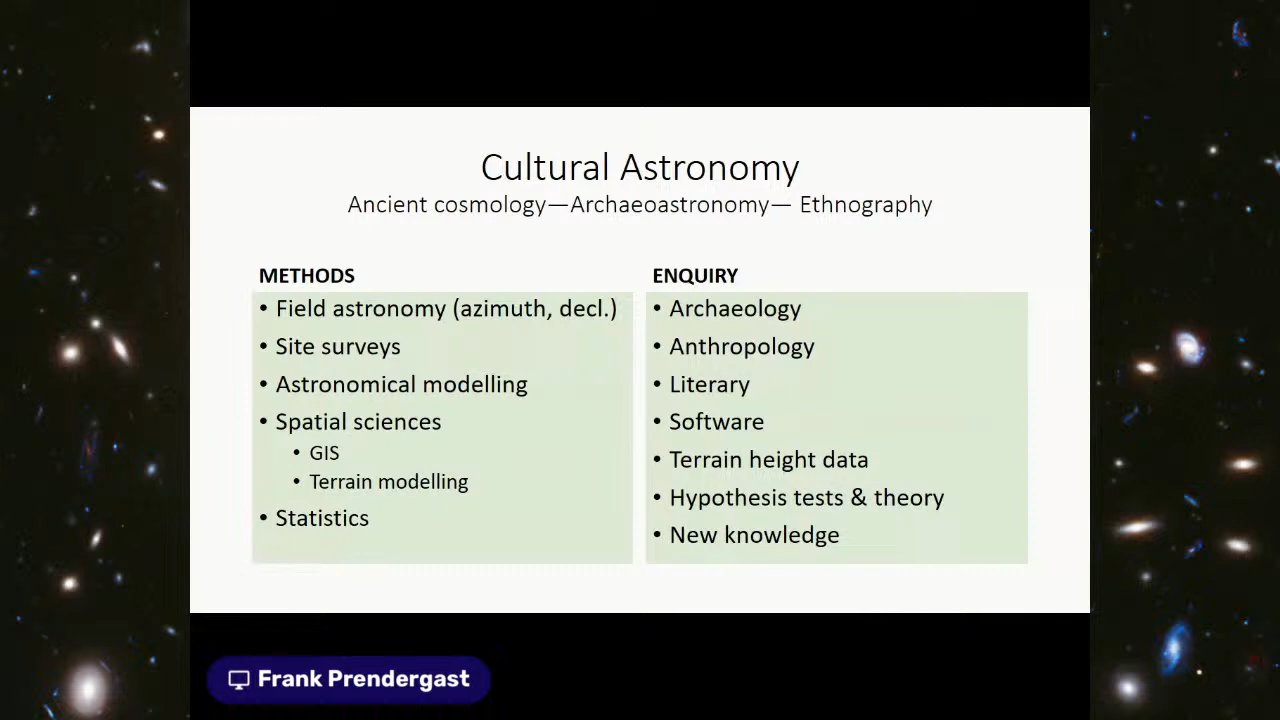 Cultural Astronomy
Ancient cosmology—Archaeoastronomy— Ethnography
METHODS
• Field astronomy (azimuth, decl.)
• Site surveys
• Astronomical modelling
• Spatial sciences
• GIS
• Terrain modelling
• Statistics
ENQUIRY
• Archaeology
• Anthropology
• Literary
• Software
• Terrain height data
• Hypothesis tests & theory
• New knowledge
Frank Prendergast